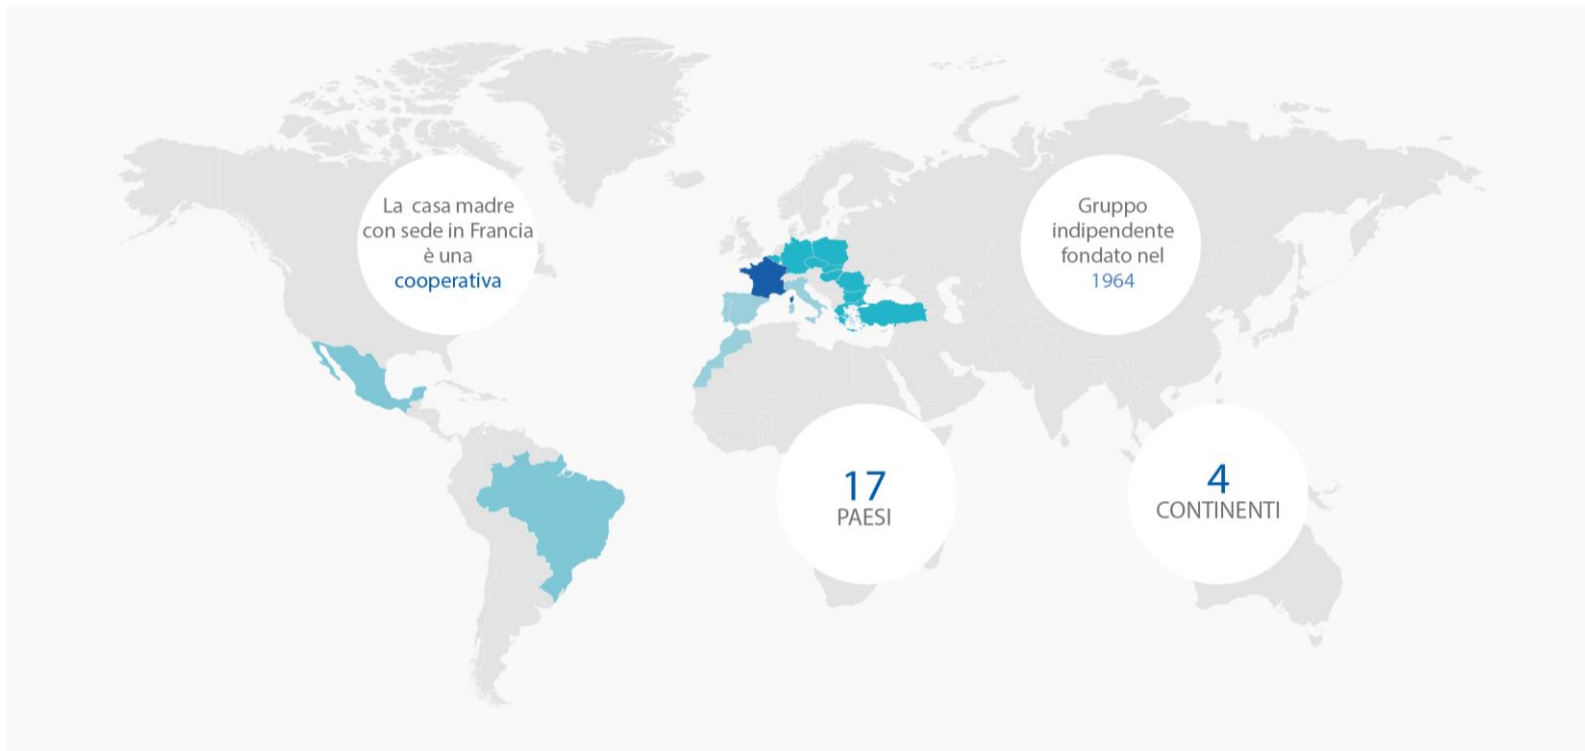 La casa madre
con sede in Francia
è una
cooperativa
Gruppo
indipendente
fondato nel
1964
17
PAESI
4
CONTINENTI